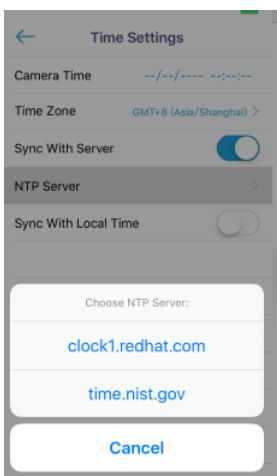 Time Settings
Camera Time --/--/---- --:--:--
Time Zone GMT+8 (Asia/Shanghai)
Sync With Server
NTP Server
Sync With Local Time
Choose NTP Server:
clock1.redhat.com
time.nist.gov
Cancel